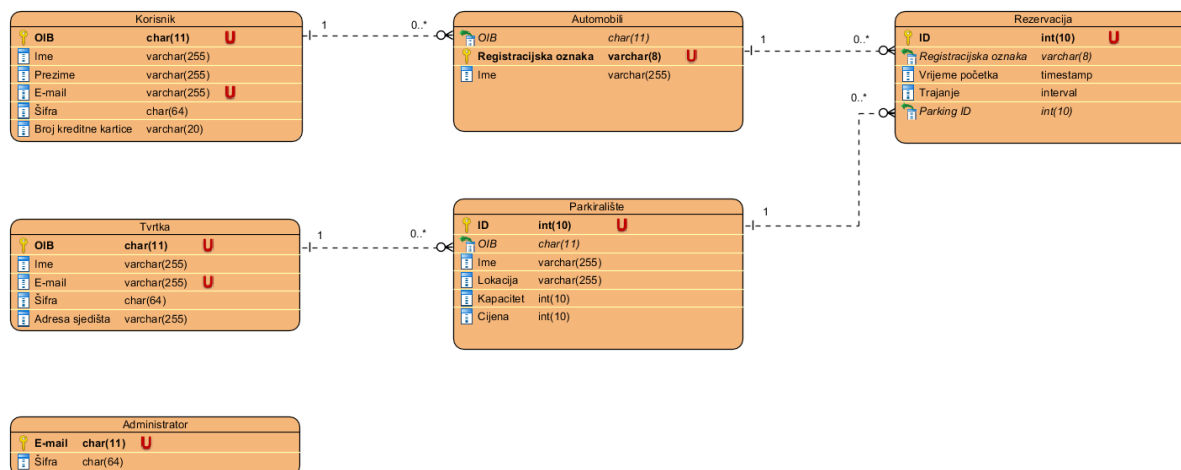 Korisnik
OIB char(11) U
Ime varchar(255)
Prezime varchar(255)
E-mail varchar(255) U
Šifra char(64)
Broj kreditne kartice varchar(20)
1 0..*
Automobili
OIB char(11)
Registracijska oznaka varchar(8) U
Ime varchar(255)
1 0..*
Rezervacija
ID int(10) U
Registracijska oznaka varchar(8)
Vrijeme početka timestamp
Trajanje interval
Parking ID int(10)
0..*
Tvrtka
OIB char(11) U
Ime varchar(255)
E-mail varchar(255) U
Šifra char(64)
Adresa sjedišta varchar(255)
1 0..*
Parkiralište
ID int(10) U
OIB char(11)
Ime varchar(255)
Lokacija varchar(255)
Kapacitet int(10)
Cijena int(10)
1
Administrator
E-mail char(11) U
Šifra char(64)